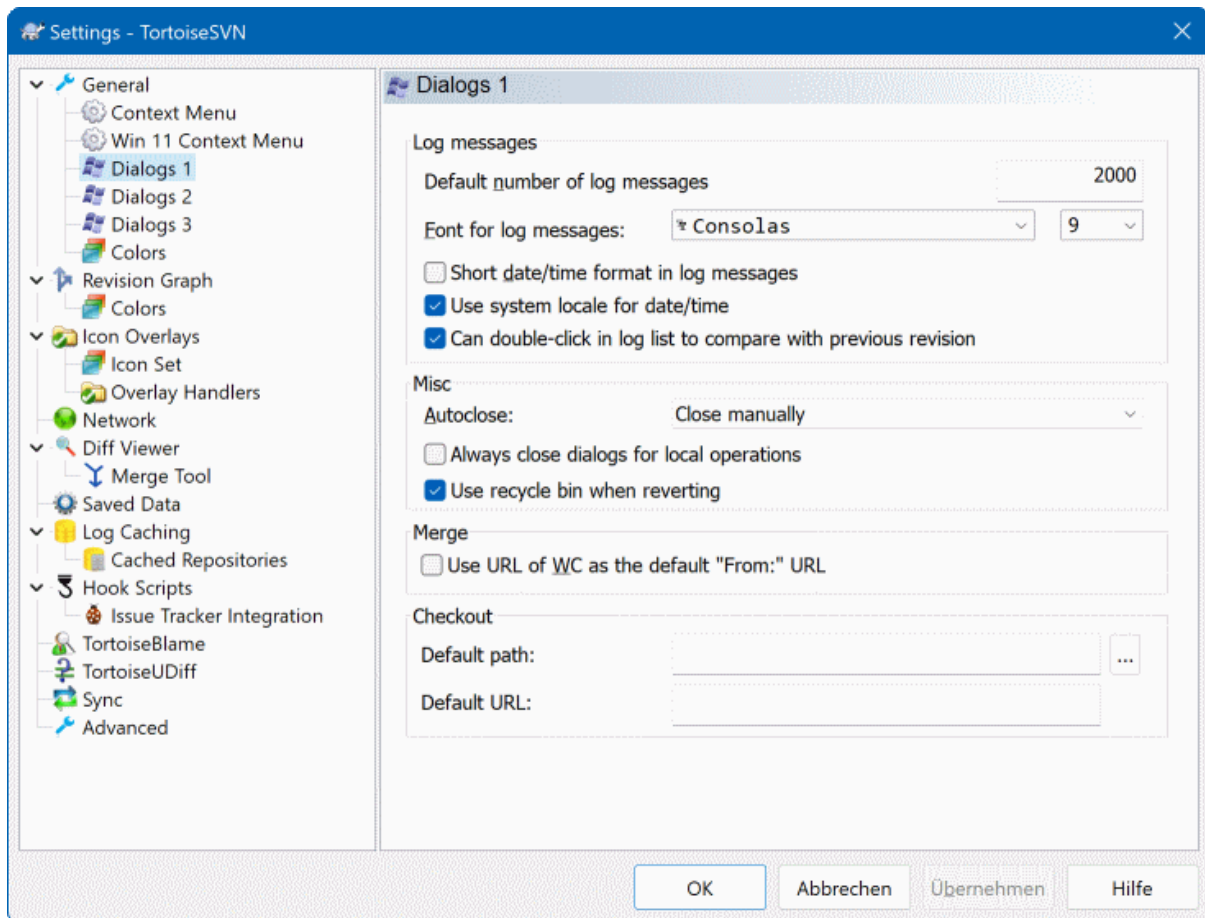 Settings - TortoiseSVN
General
Context Menu
Win 11 Context Menu
Dialogs 1
Dialogs 2
Dialogs 3
Colors
Revision Graph
Colors
Icon Overlays
Icon Set
Overlay Handlers
Network
Diff Viewer
Merge Tool
Saved Data
Log Caching
Cached Repositories
Hook Scripts
Issue Tracker Integration
TortoiseBlame
TortoiseUDiff
Sync
Advanced
Dialogs 1
Log messages
Default number of log messages 2000
Font for log messages: Consolas 9
Short date/time format in log messages
Use system locale for date/time
Can double-click in log list to compare with previous revision
Misc
Autoclose: Close manually
Always close dialogs for local operations
Use recycle bin when reverting
Merge
Use URL of WC as the default "From:" URL
Checkout
Default path: ...
Default URL:
OK Abbrechen Übernehmen Hilfe